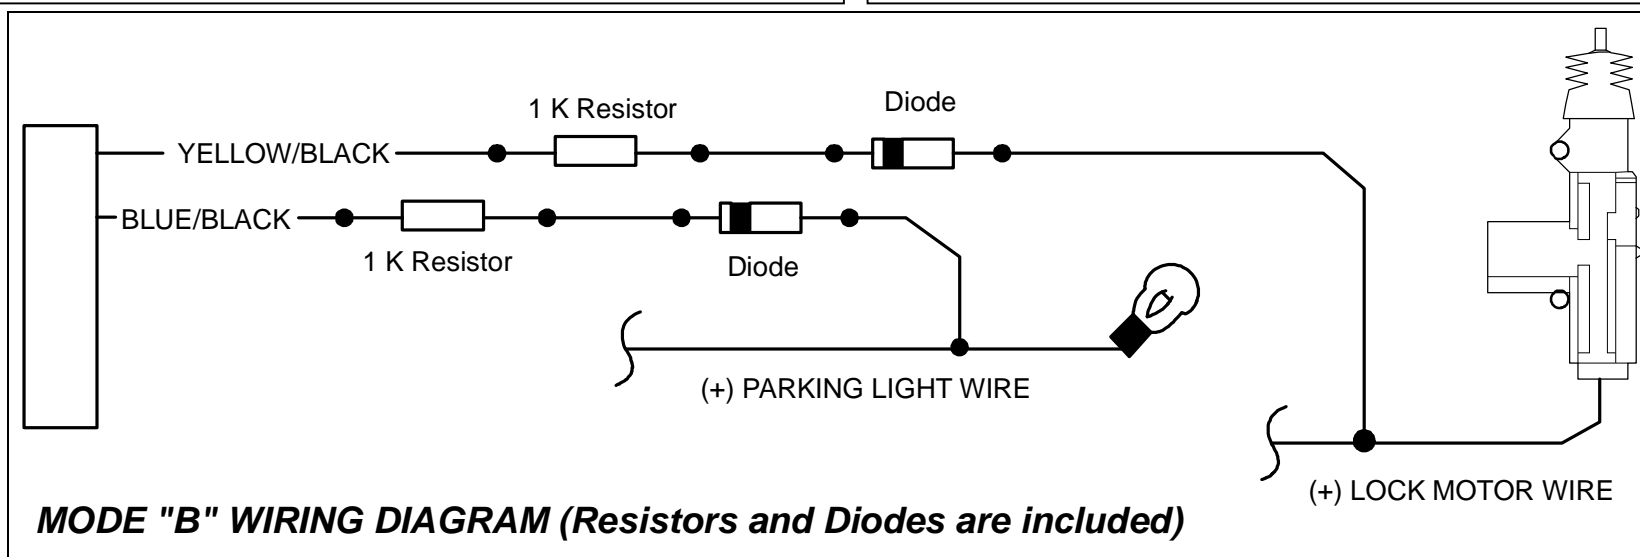 1 K Resistor
Diode
YELLOW/BLACK
BLUE/BLACK
1 K Resistor
Diode
(+) PARKING LIGHT WIRE
(+) LOCK MOTOR WIRE
MODE "B" WIRING DIAGRAM (Resistors and Diodes are included)